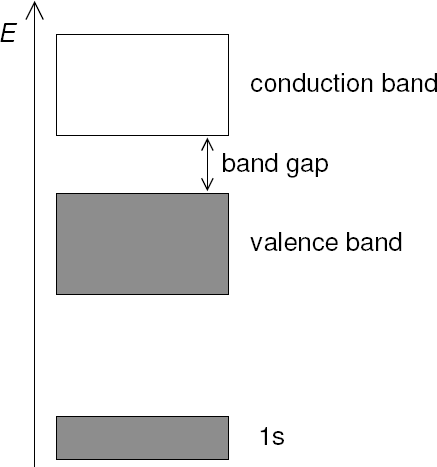 E
conduction band
band gap
valence band
1s